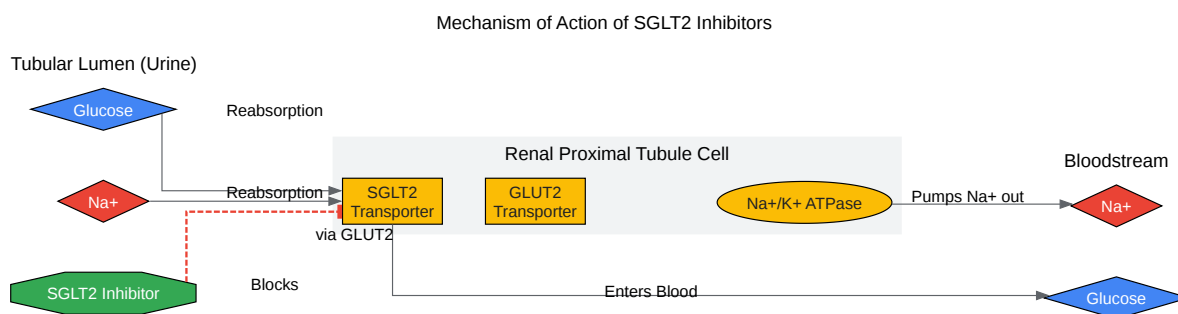 Mechanism of Action of SGLT2 Inhibitors
Tubular Lumen (Urine)
Glucose
Reabsorption
Renal Proximal Tubule Cell
Bloodstream
Na+
Reabsorption
SGLT2
Transporter
GLUT2
Transporter
Na+/K+ ATPase
Pumps Na+ out
Na+
via GLUT2
SGLT2 Inhibitor
Blocks
Enters Blood
Glucose